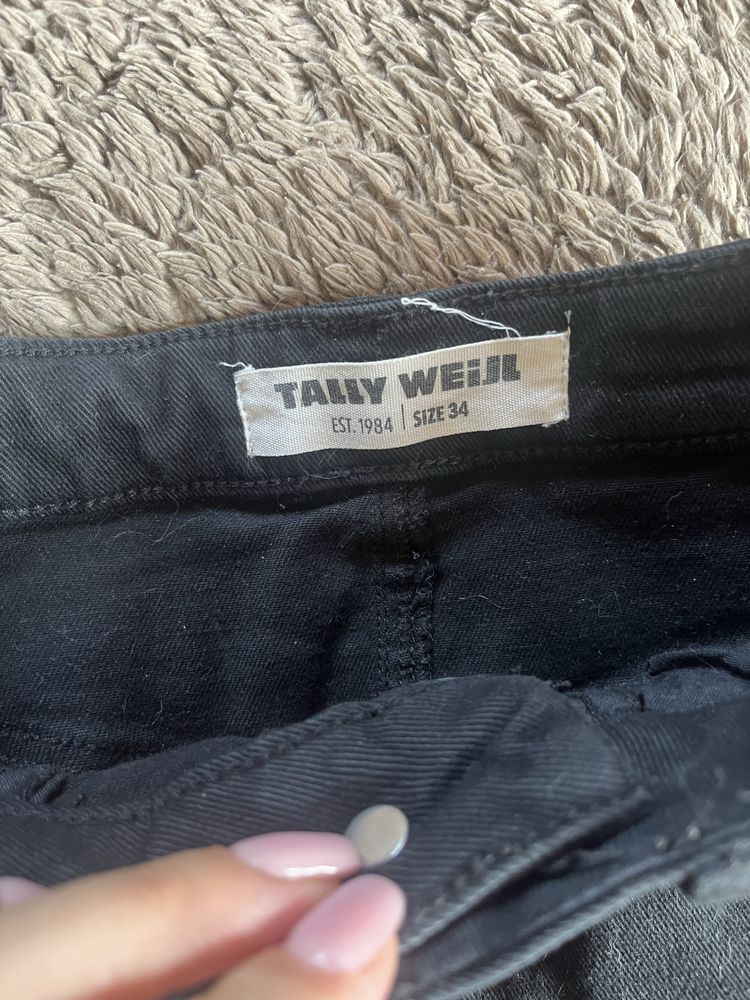 TALLY WEiJL
EST. 1984 | SIZE 34